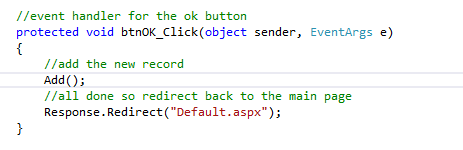 //event handler for the ok button
protected void btnOK_Click(object sender, EventArgs e)
{
//add the new record
Add();
//all done so redirect back to the main page
Response.Redirect("Default.aspx");
}